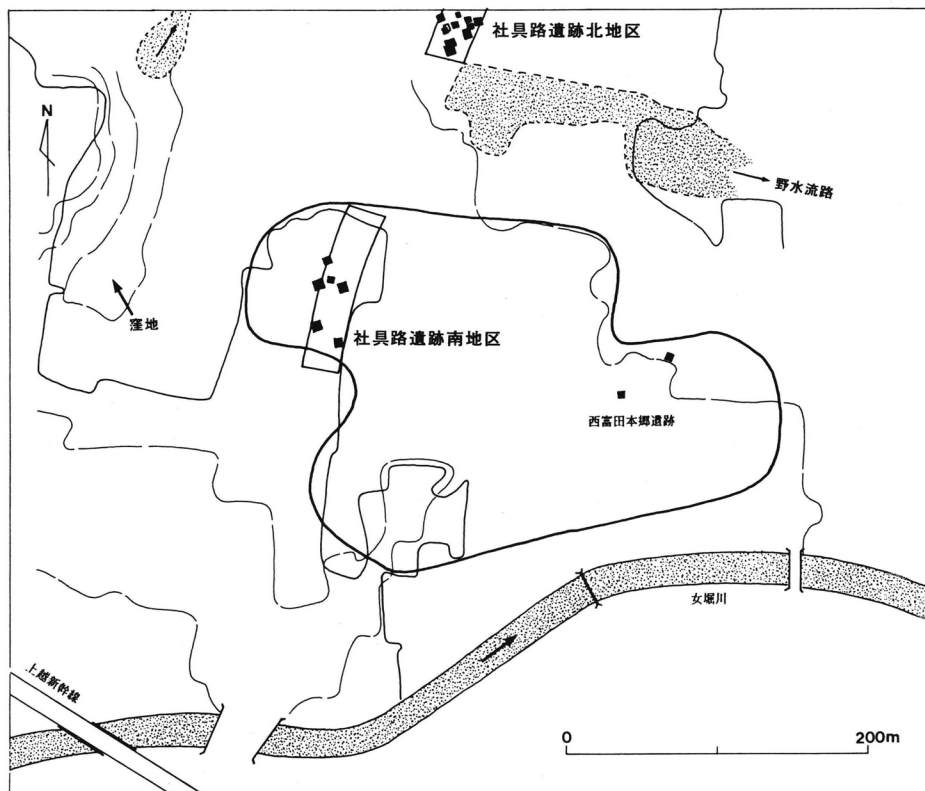 社具路遺跡北地区
N
野水流路
窪地
社具路遺跡南地区
西富田本郷遺跡
女堀川
上越新幹線
0 200m